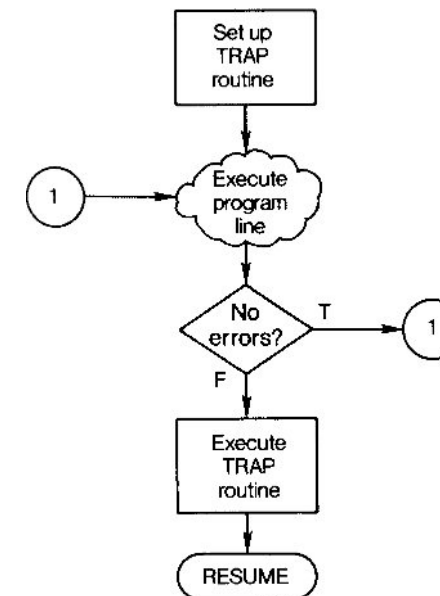 Set up
TRAP
routine
1
Execute
program
line
No
errors?
T
1
F
Execute
TRAP
routine
RESUME